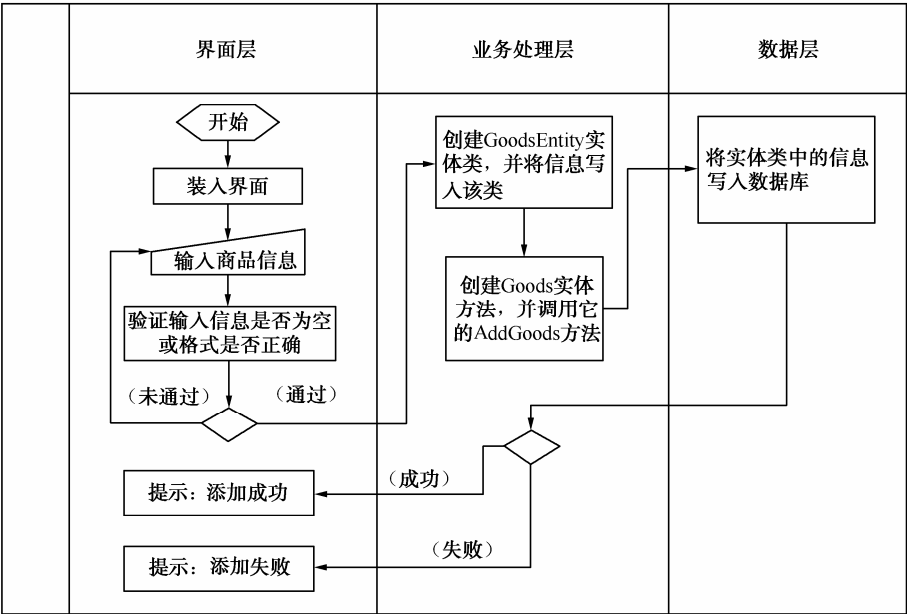 界面层
业务处理层
数据层
开始
装入界面
输入商品信息
验证输入信息是否为空
或格式是否正确
（未通过）
（通过）
创建GoodsEntity实
体类，并将信息写
入该类
创建Goods实体
方法，并调用它
的AddGoods方法
将实体类中的信息
写入数据库
（成功）
提示：添加成功
（失败）
提示：添加失败